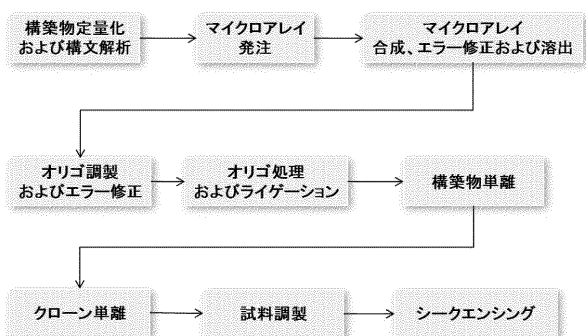 構築物定量化
および構文解析
マイクロアレイ
発注
マイクロアレイ
合成、エラー修正および溶出
オリゴ調製
およびエラー修正
オリゴ処理
およびライゲーション
構築物単離
クローン単離
試料調製
シークエンシング